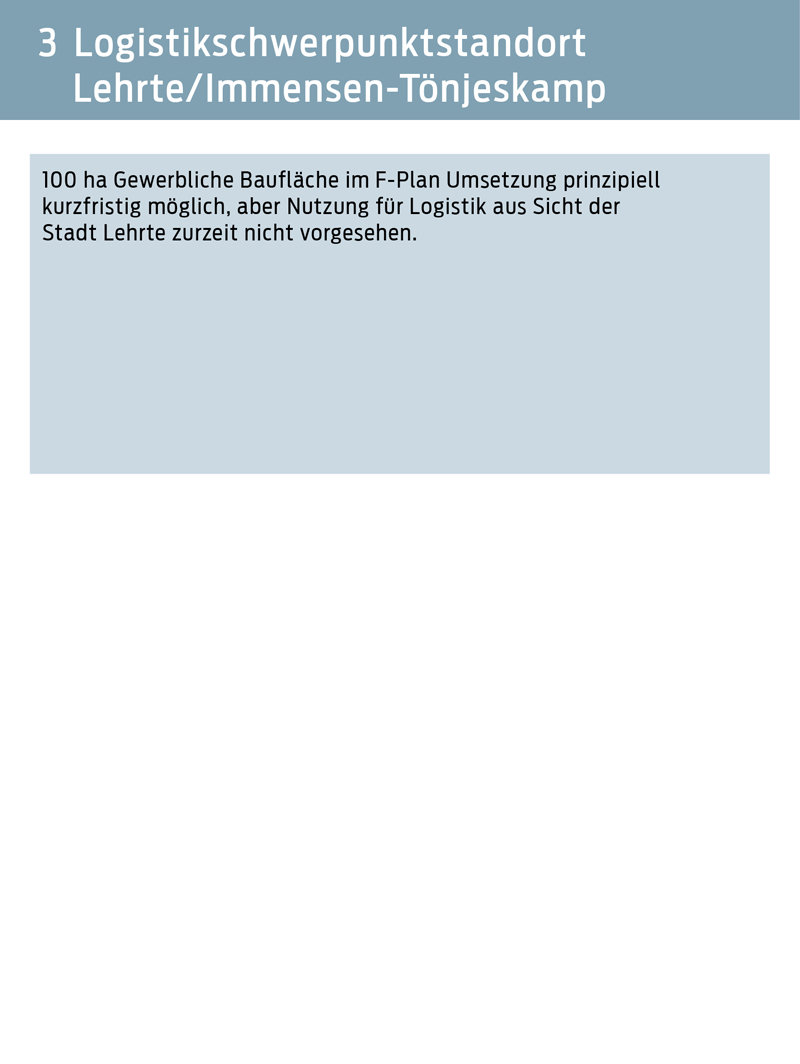 3 Logistikschwerpunktstandort
Lehrte/Immensen-Tönjeskamp
100 ha Gewerbliche Baufläche im F-Plan Umsetzung prinzipiell
kurzfristig möglich, aber Nutzung für Logistik aus Sicht der
Stadt Lehrte zurzeit nicht vorgesehen.